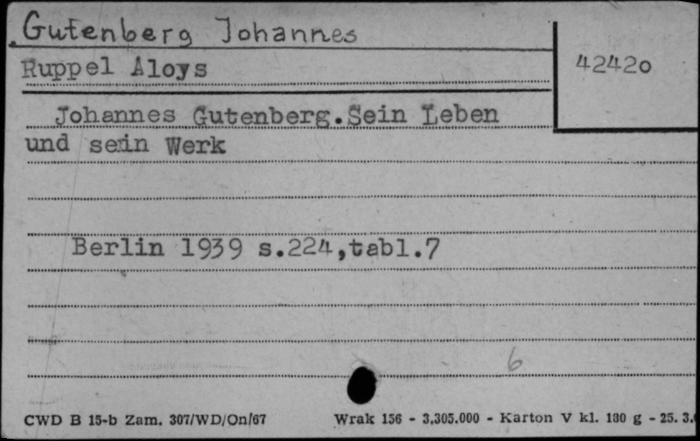 Gutenberg Johannes
42420
Ruppel Aloys
Johannes Gutenberg.Sein Leben
und sein Werk
Berlin 1939 s.224,tabl.7
6
CWD B 15-b Zam. 307/WD/On/67 Wrak 156 - 3,305.000 - Karton V kl. 180 g - 25.3.